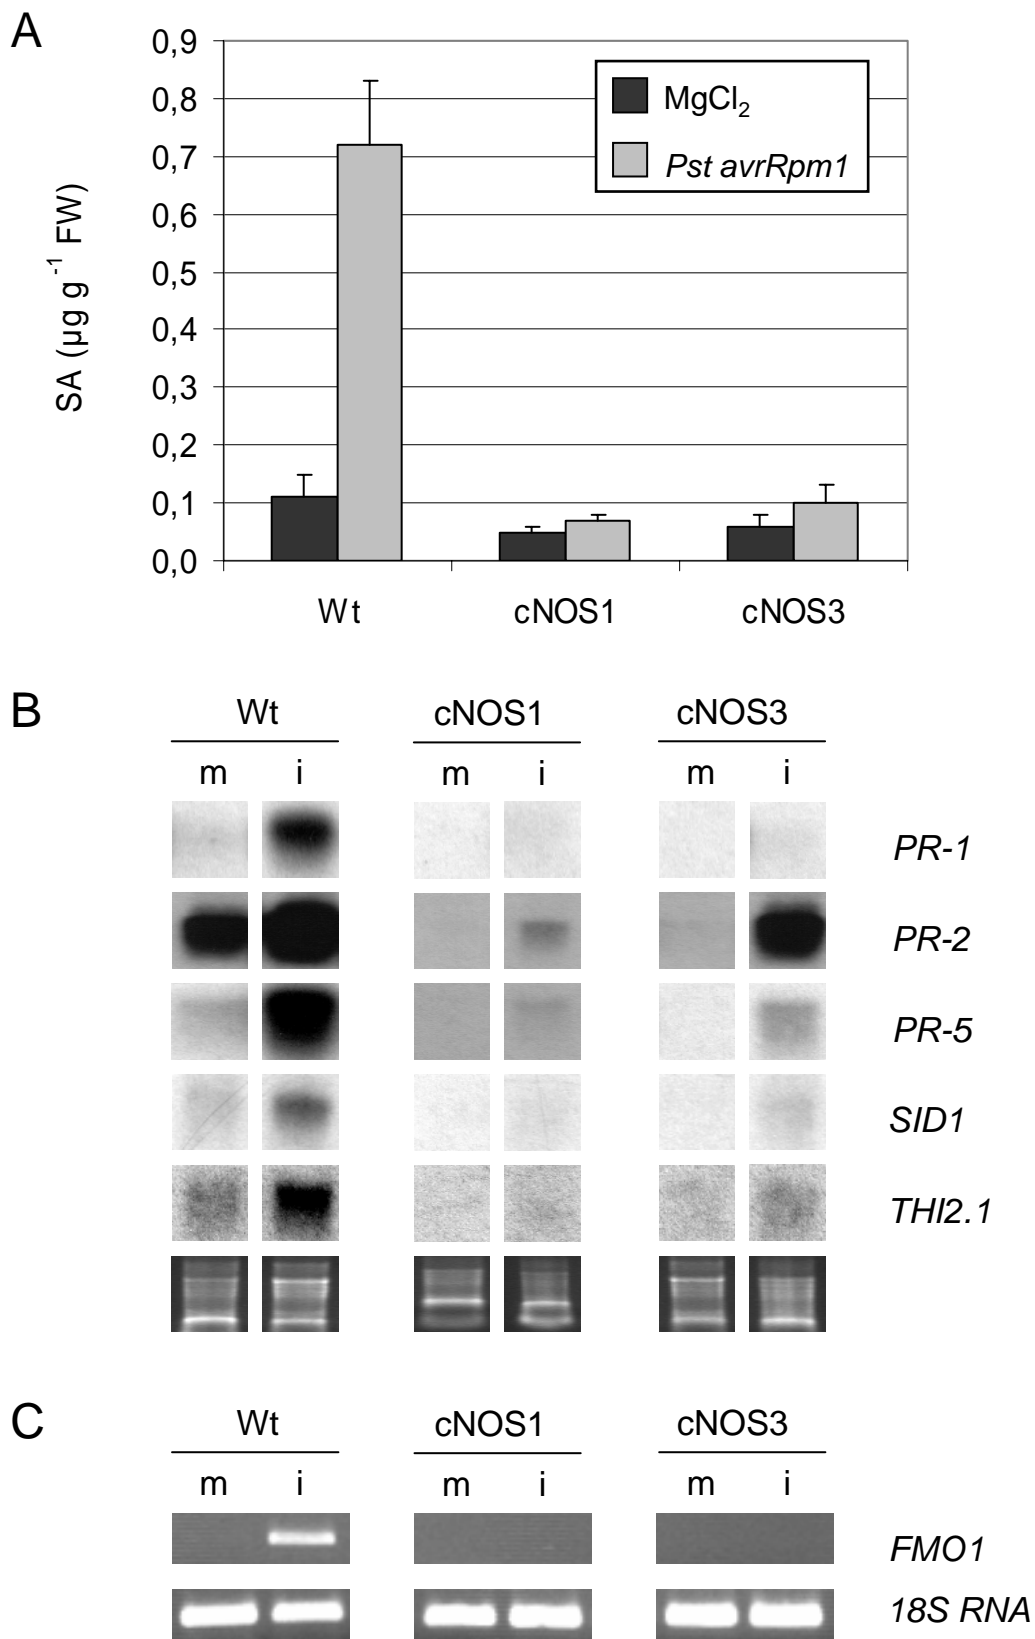 A
0,9
0,8
0,7
0,6
0,5
0,4
0,3
0,2
0,1
0,0
SA (µg g⁻¹ FW)
MgCl₂
Pst avrRpm1
Wt cNOS1 cNOS3
B
Wt cNOS1 cNOS3
m i m i m i
PR-1
PR-2
PR-5
SID1
THI2.1
C
Wt cNOS1 cNOS3
m i m i m i
FMO1
18S RNA